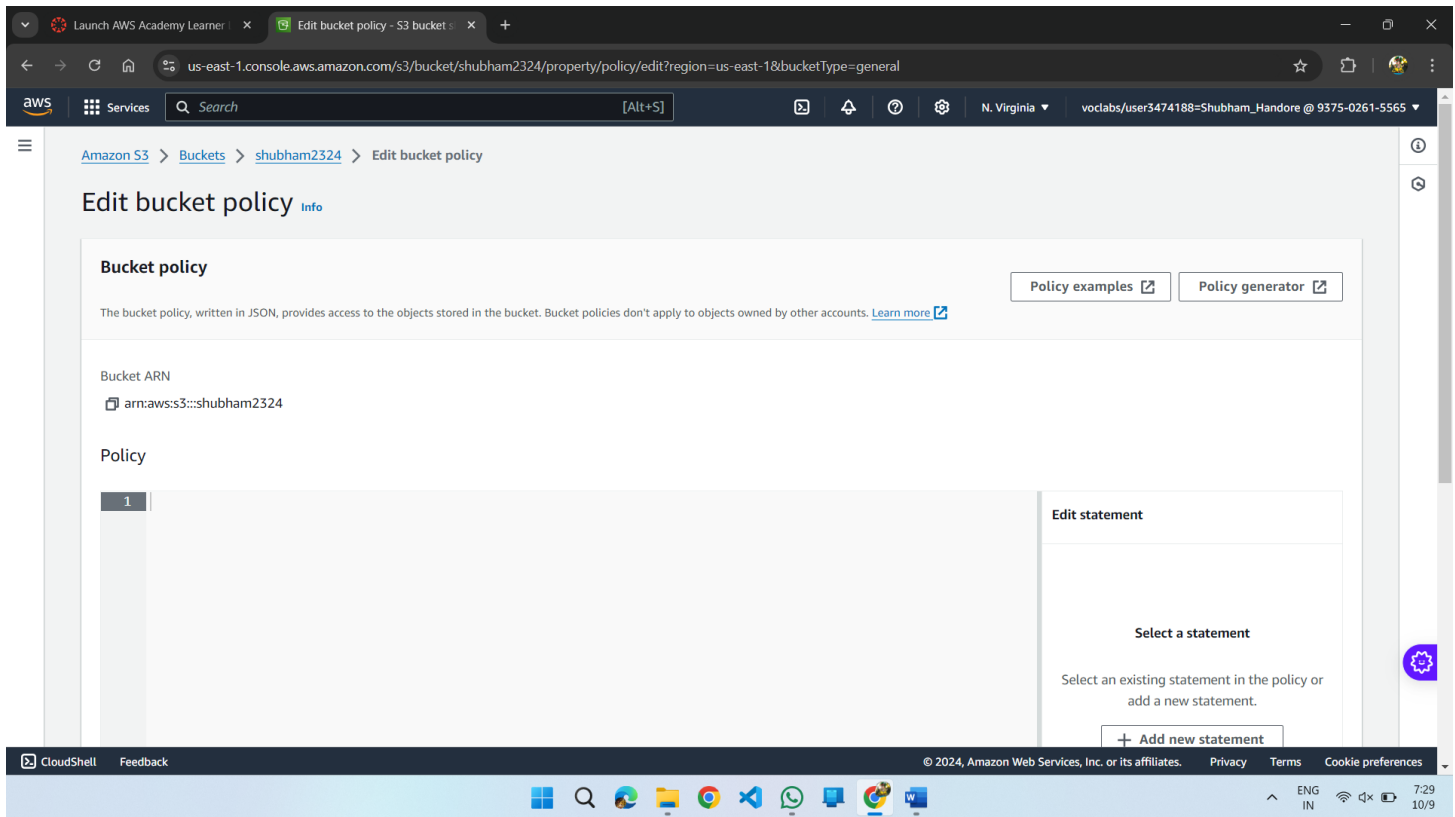 Launch AWS Academy Learner
Edit bucket policy - S3 bucket s
us-east-1.console.aws.amazon.com/s3/bucket/shubham2324/property/policy/edit?region=us-east-1&bucketType=general
aws
Services
Search
[Alt+S]
N. Virginia ▼
voclabs/user3474188=Shubham_Handore @ 9375-0261-5565 ▼
Amazon S3 > Buckets > shubham2324 > Edit bucket policy
Edit bucket policy Info
Bucket policy
Policy examples
Policy generator
The bucket policy, written in JSON, provides access to the objects stored in the bucket. Bucket policies don't apply to objects owned by other accounts. Learn more
Bucket ARN
arn:aws:s3:::shubham2324
Policy
1
Edit statement
Select a statement
Select an existing statement in the policy or
add a new statement.
+ Add new statement
CloudShell
Feedback
© 2024, Amazon Web Services, Inc. or its affiliates.
Privacy
Terms
Cookie preferences
ENG
IN
7:29
10/9